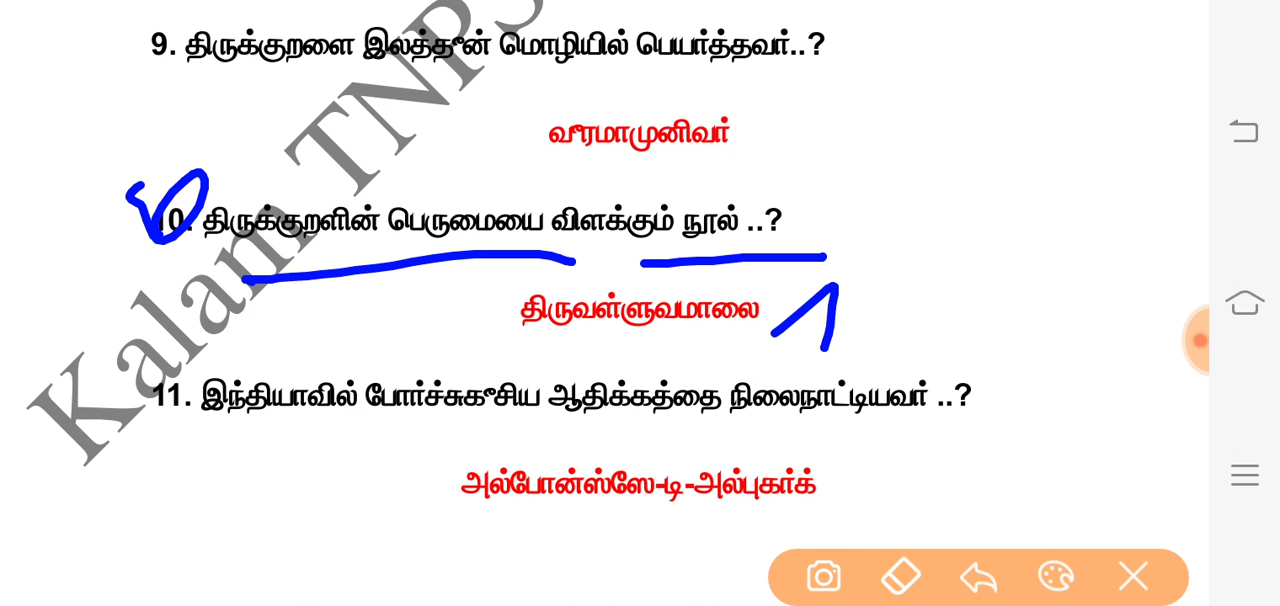 9. திருக்குறளை இலத்தீன் மொழியில் பெயர்த்தவர்..?
வீரமாமுனிவர்
10. திருக்குறளின் பெருமையை விளக்கும் நூல் ..?
திருவள்ளுவமாலை
11. இந்தியாவில் போர்ச்சுகீசிய ஆதிக்கத்தை நிலைநாட்டியவர் ..?
அல்போன்ஸ்ஸே-டி-அல்புகர்க்
Kalam TNPS